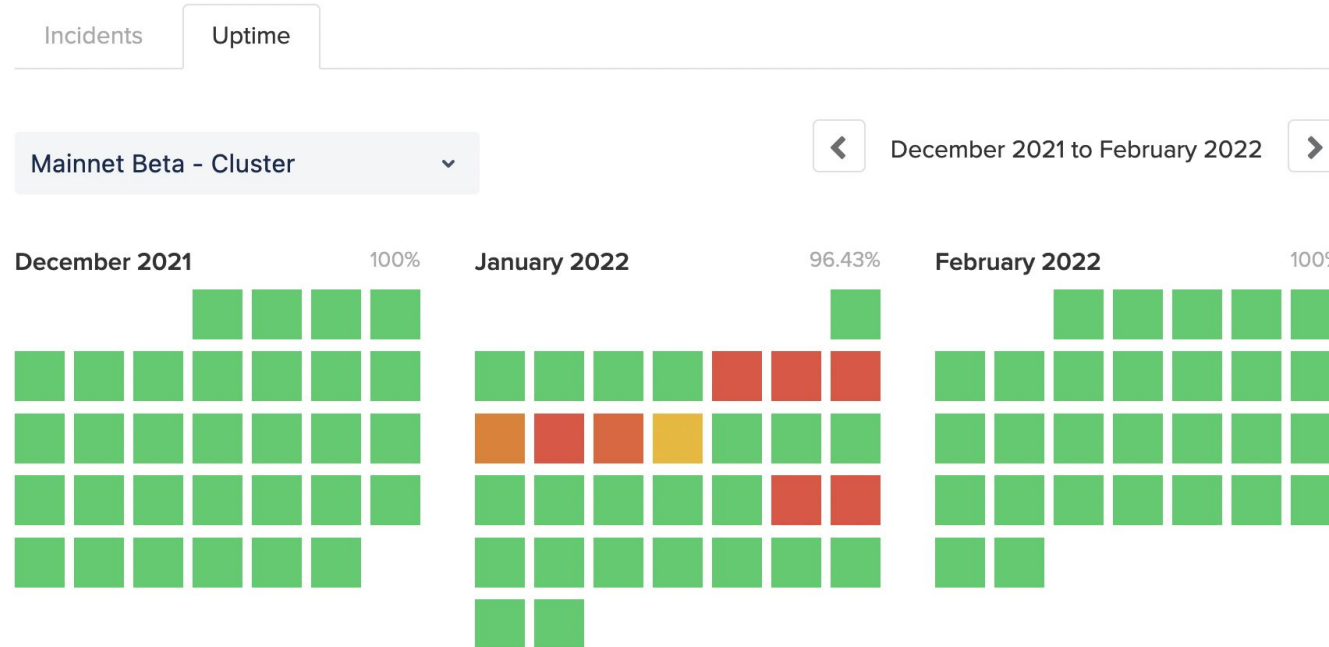 Incidents Uptime
Mainnet Beta - Cluster December 2021 to February 2022
December 2021 100% January 2022 96.43% February 2022 100%